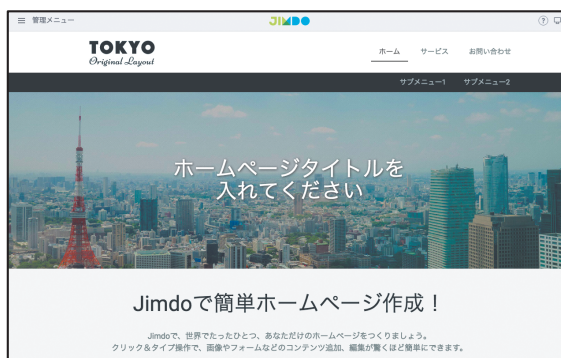 管理メニュー
JIMDO
?
TOKYO
Original Layout
ホーム サービス お問い合わせ
サブメニュー1 サブメニュー2
ホームページタイトルを
入れてください
Jimdoで簡単ホームページ作成！
Jimdoで、世界でたったひとつ、あなただけのホームページをつくりましょう。
クリック＆タイプ操作で、画像やフォームなどのコンテンツ追加、編集が驚くほど簡単にできます。